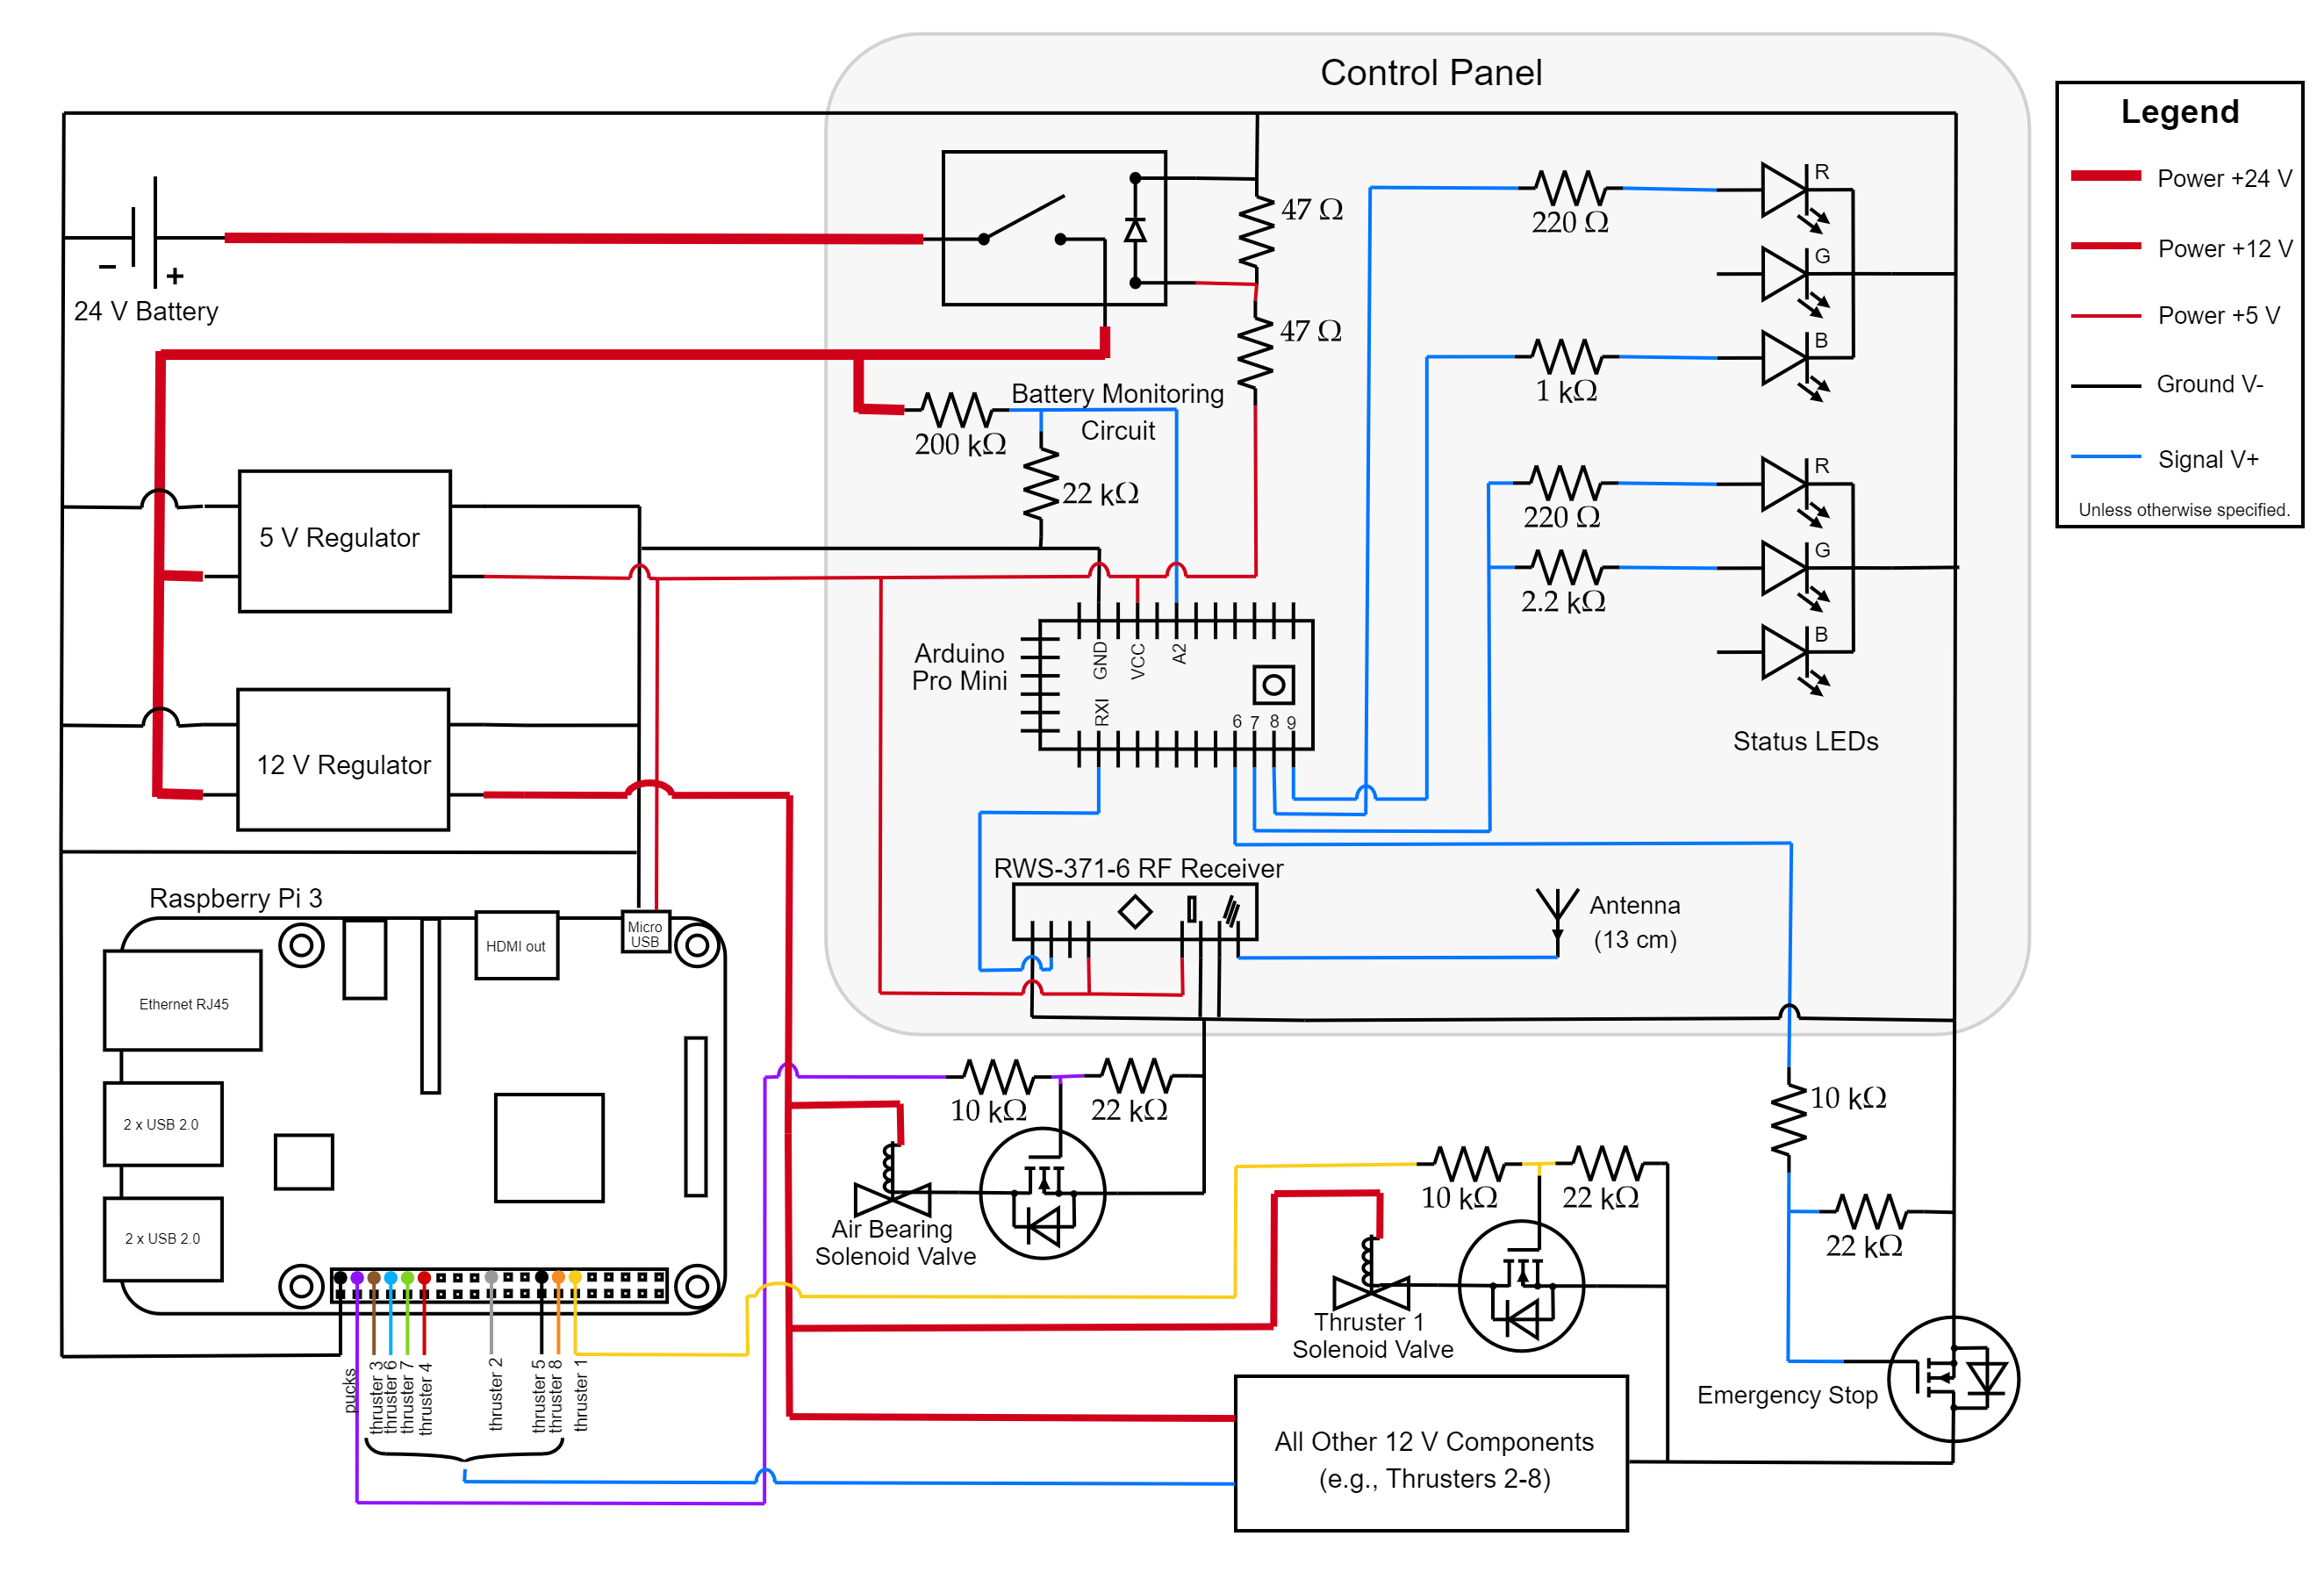 Control Panel
Legend
Power +24 V
Power +12 V
Power +5 V
Ground V-
Signal V+
Unless otherwise specified.
24 V Battery
47 Ω
47 Ω
Battery Monitoring
Circuit
200 kΩ
22 kΩ
220 Ω
1 kΩ
220 Ω
2.2 kΩ
R
G
B
R
G
B
Status LEDs
5 V Regulator
12 V Regulator
Arduino
Pro Mini
GND
VCC
A2
RXI
6
7
8
9
RWS-371-6 RF Receiver
Antenna
(13 cm)
Raspberry Pi 3
Micro
USB
HDMI out
Ethernet RJ45
2 x USB 2.0
2 x USB 2.0
10 kΩ
22 kΩ
Air Bearing
Solenoid Valve
10 kΩ
22 kΩ
Thruster 1
Solenoid Valve
10 kΩ
22 kΩ
Emergency Stop
pucks
thruster 3
thruster 6
thruster 7
thruster 4
thruster 2
thruster 5
thruster 8
thruster 1
All Other 12 V Components
(e.g., Thrusters 2-8)